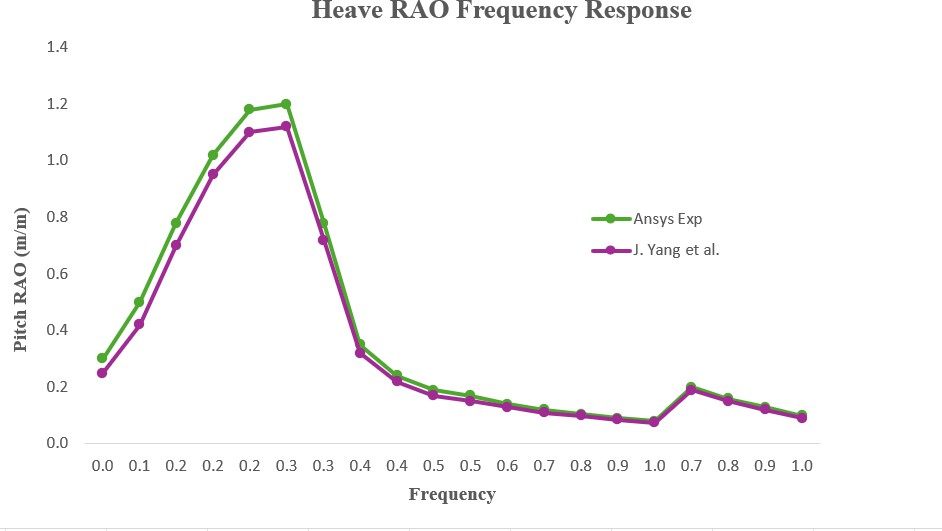 Heave RAO Frequency Response
1.4
1.2
1.0
0.8
0.6
0.4
0.2
0.0
Pitch RAO (m/m)
Ansys Exp
J. Yang et al.
0.0 0.1 0.2 0.2 0.2 0.3 0.3 0.4 0.4 0.5 0.5 0.6 0.7 0.8 0.9 1.0 0.7 0.8 0.9 1.0
Frequency